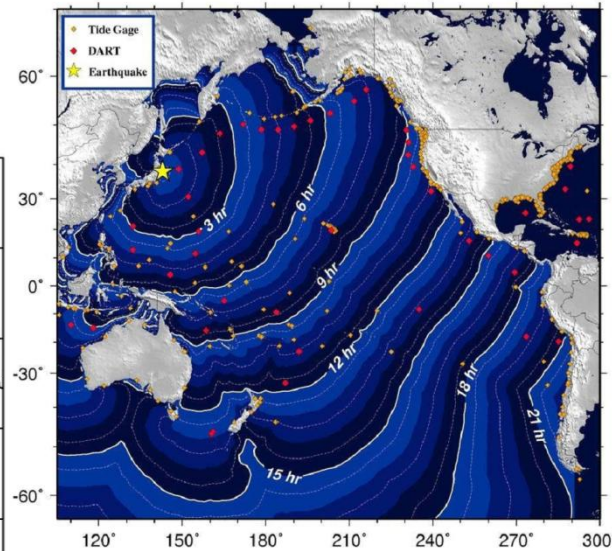 Tide Gage
DART
Earthquake
60°
30°
0°
-30°
-60°
3 hr
6 hr
9 hr
12 hr
15 hr
18 hr
21 hr
120° 150° 180° 210° 240° 270° 300°